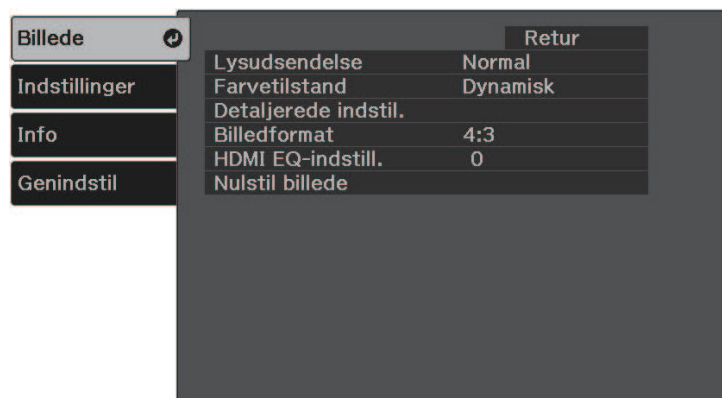 Billede
Indstillinger
Info
Genindstil
Retur
Lysudsendelse Normal
Farvetilstand Dynamisk
Detaljerede indstil.
Billedformat 4:3
HDMI EQ-indstill. 0
Nulstil billede